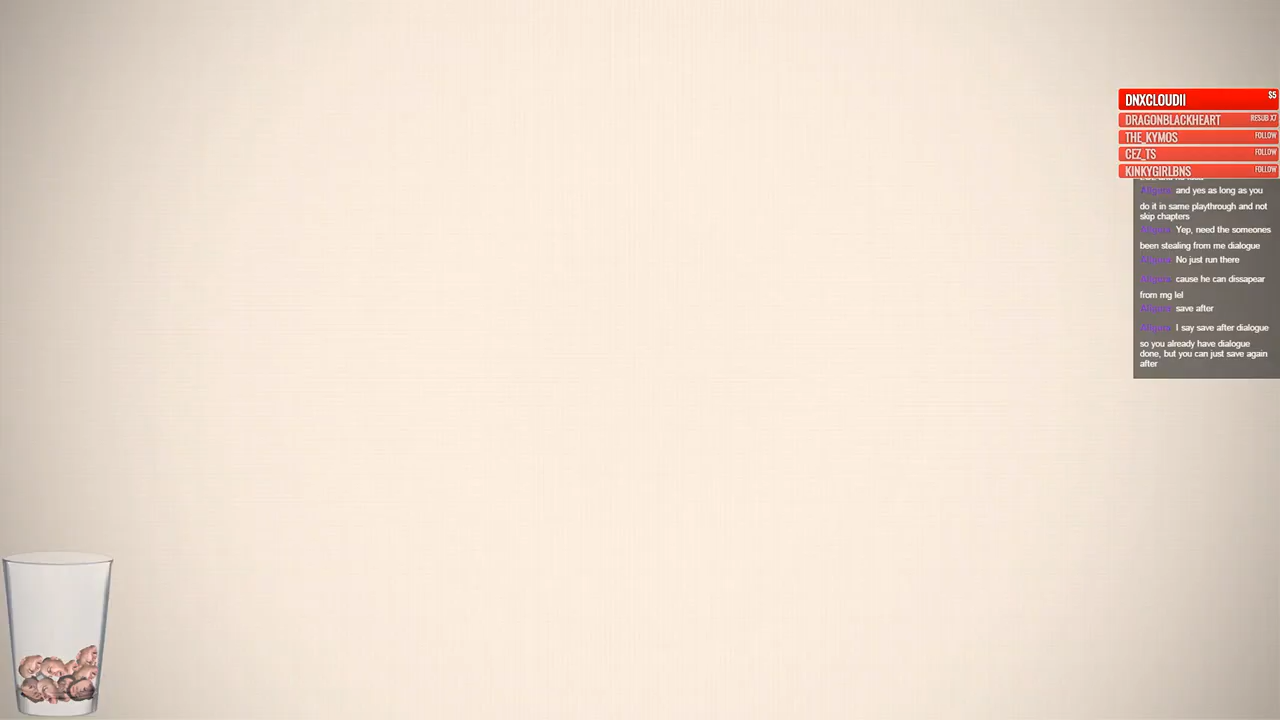 DNXCLOUDII $5
DRAGONBLACKHEART RESUB X7
THE_KYMOS FOLLOW
CEZ_TS FOLLOW
KINKYGIRLBNS FOLLOW
and yes as long as you
do it in same playthrough and not
skip chapters
Yep, need the someones
been stealing from me dialogue
No just run there
cause he can dissapear
from mg lel
save after
I say save after dialogue
so you already have dialogue
done, but you can just save again
after